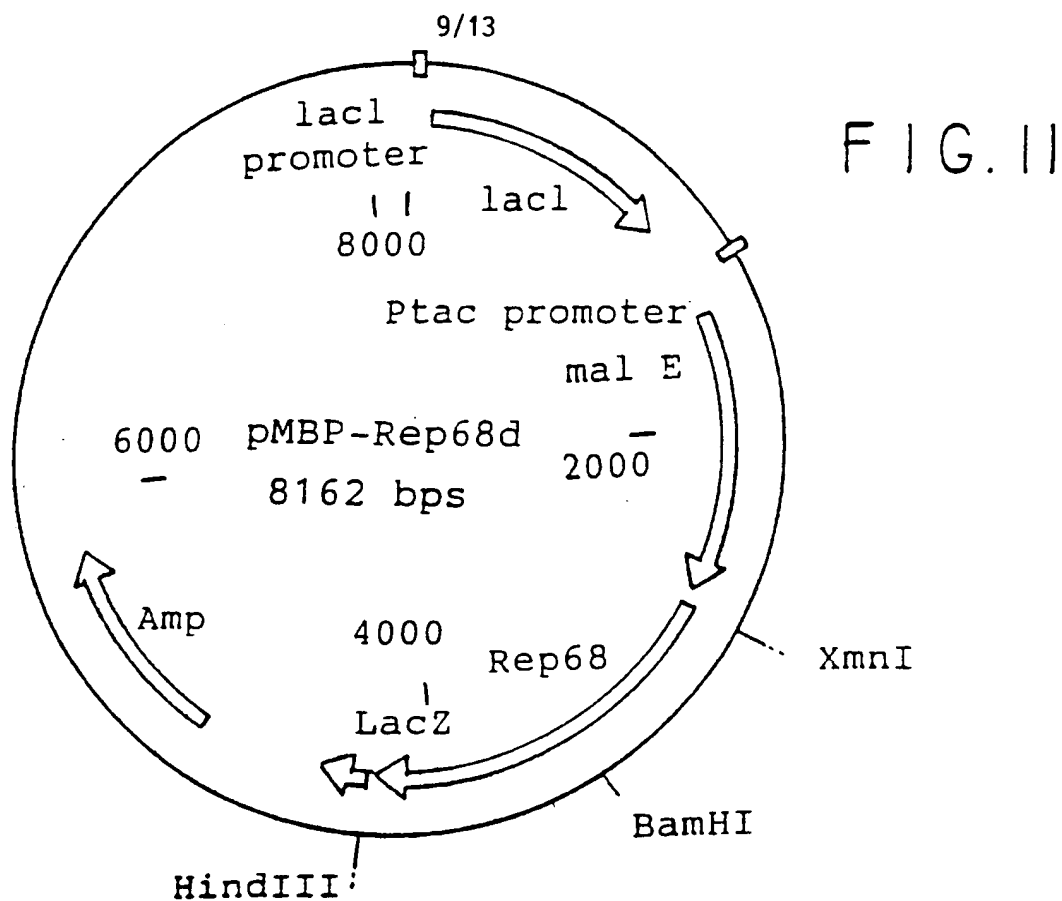 9/13
FIG. 11
lacl
promoter
lacl
8000
Ptac promoter
mal E
6000
pMBP-Rep68d
8162 bps
2000
Amp
4000
Rep68
XmnI
LacZ
BamHI
HindIII